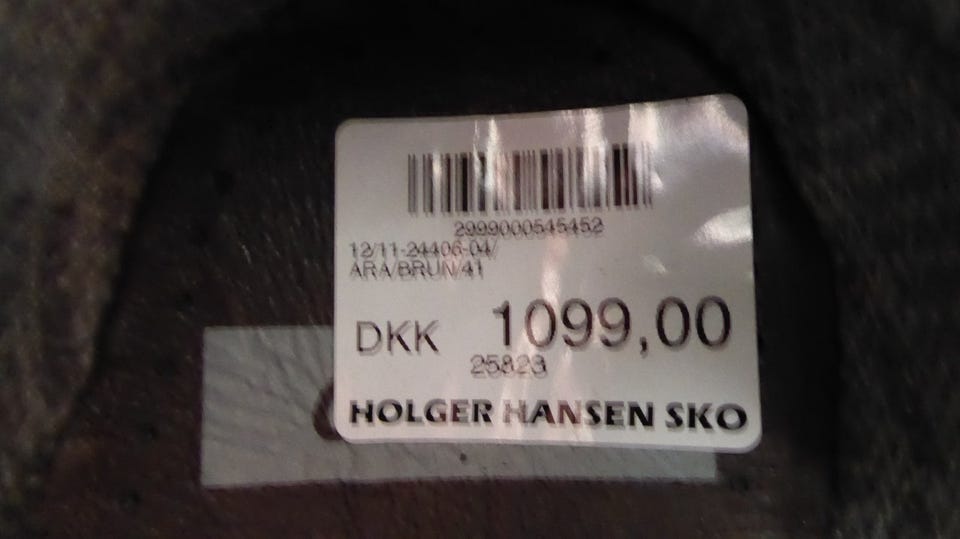 2999000545452
12/11-24406-04/
ARA/BRUN/41
DKK 1099,00
25823
HOLGER HANSEN SKO